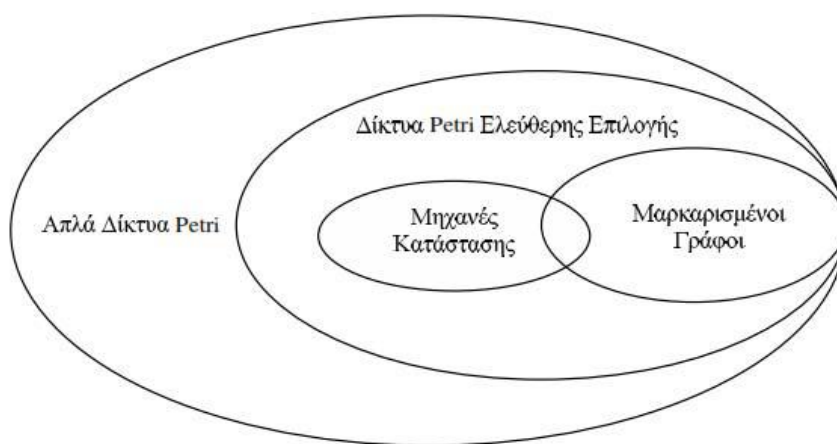 Δίκτυα Petri Ελεύθερης Επιλογής
Απλά Δίκτυα Petri
Μηχανές
Κατάστασης
Μαρκαρισμένοι
Γράφοι